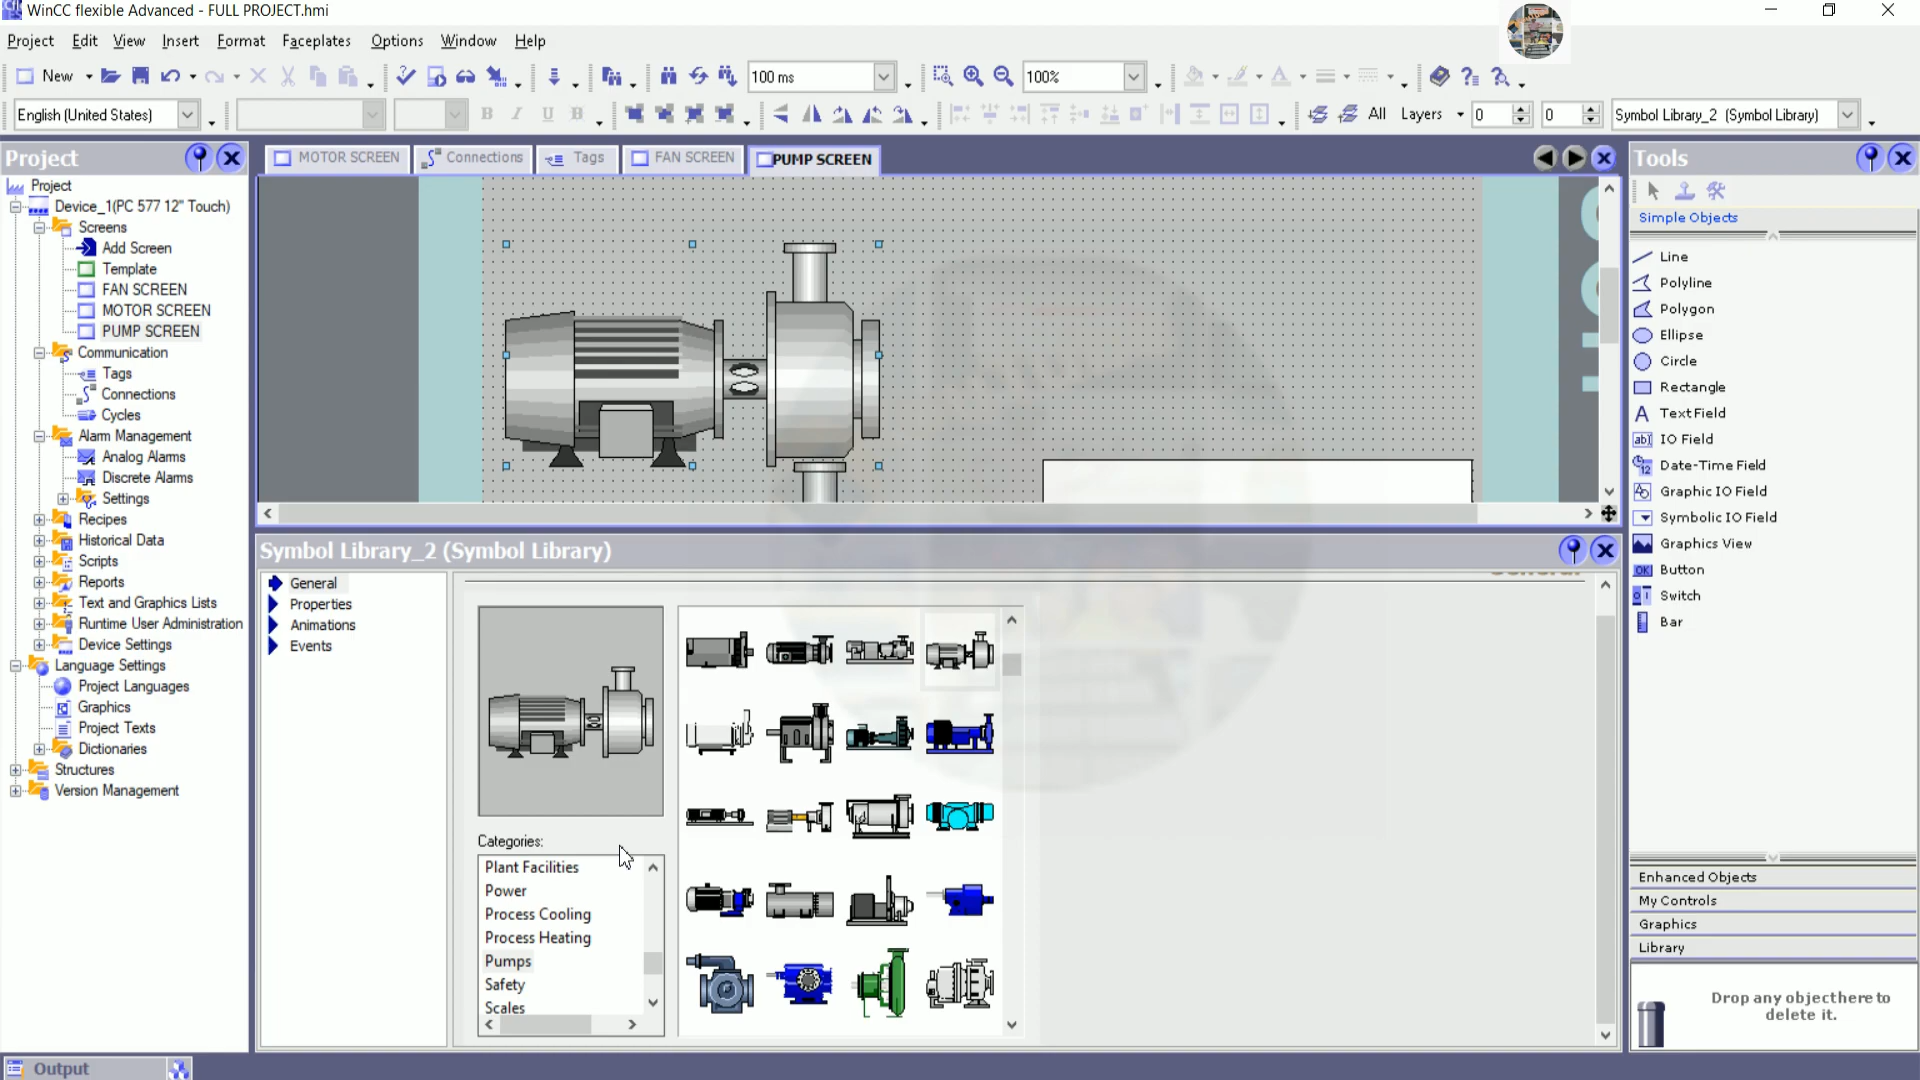 WinCC flexible Advanced - FULL PROJECT.hmi
Project Edit View Insert Format Faceplates Options Window Help
New 100 ms 100%
English (United States) B I U B All Layers 0 0 Symbol Library_2 (Symbol Library)
Project
MOTOR SCREEN Connections Tags FAN SCREEN PUMP SCREEN
Tools
Project
Device_1(PC 577 12" Touch)
Screens
Add Screen
Template
FAN SCREEN
MOTOR SCREEN
PUMP SCREEN
Communication
Tags
Connections
Cycles
Alarm Management
Analog Alarms
Discrete Alarms
Settings
Recipes
Historical Data
Scripts
Reports
Text and Graphics Lists
Runtime User Administration
Device Settings
Language Settings
Project Languages
Graphics
Project Texts
Dictionaries
Structures
Version Management
Symbol Library_2 (Symbol Library)
General
Properties
Animations
Events
Categories:
Plant Facilities
Power
Process Cooling
Process Heating
Pumps
Safety
Scales
Simple Objects
Line
Polyline
Polygon
Ellipse
Circle
Rectangle
TextField
IO Field
Date-Time Field
Graphic IO Field
Symbolic IO Field
Graphics View
Button
Switch
Bar
Enhanced Objects
My Controls
Graphics
Library
Drop any objecthere to
delete it.
Output